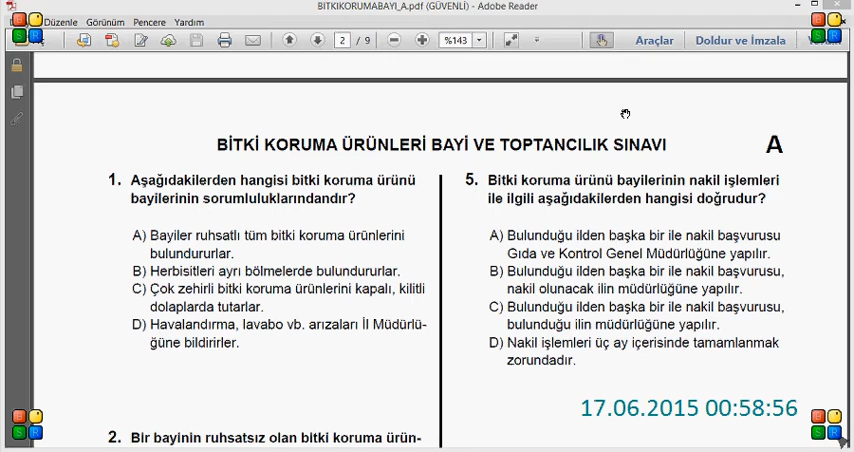 BITKIKORUMABAYI_A.pdf (GÜVENLİ) - Adobe Reader
Düzenle Görünüm Pencere Yardım
2 / 9 %143 Araçlar Doldur ve İmzala
BİTKİ KORUMA ÜRÜNLERİ BAYİ VE TOPTANCILIK SINAVI A
1. Aşağıdakilerden hangisi bitki koruma ürünü
bayilerinin sorumluluklarındandır?
A) Bayiler ruhsatlı tüm bitki koruma ürünlerini
bulundururlar.
B) Herbisitleri ayrı bölmelerde bulundururlar.
C) Çok zehirli bitki koruma ürünlerini kapalı, kilitli
dolaplarda tutarlar.
D) Havalandırma, lavabo vb. arızaları İl Müdürlü-
ğüne bildirirler.
2. Bir bayinin ruhsatsız olan bitki koruma ürün-
5. Bitki koruma ürünü bayilerinin nakil işlemleri
ile ilgili aşağıdakilerden hangisi doğrudur?
A) Bulunduğu ilden başka bir ile nakil başvurusu
Gıda ve Kontrol Genel Müdürlüğüne yapılır.
B) Bulunduğu ilden başka bir ile nakil başvurusu,
nakil olunacak ilin müdürlüğüne yapılır.
C) Bulunduğu ilden başka bir ile nakil başvurusu,
bulunduğu ilin müdürlüğüne yapılır.
D) Nakil işlemleri üç ay içerisinde tamamlanmak
zorundadır.
17.06.2015 00:58:56
B
S R
B
S R
B
S R
B
S R